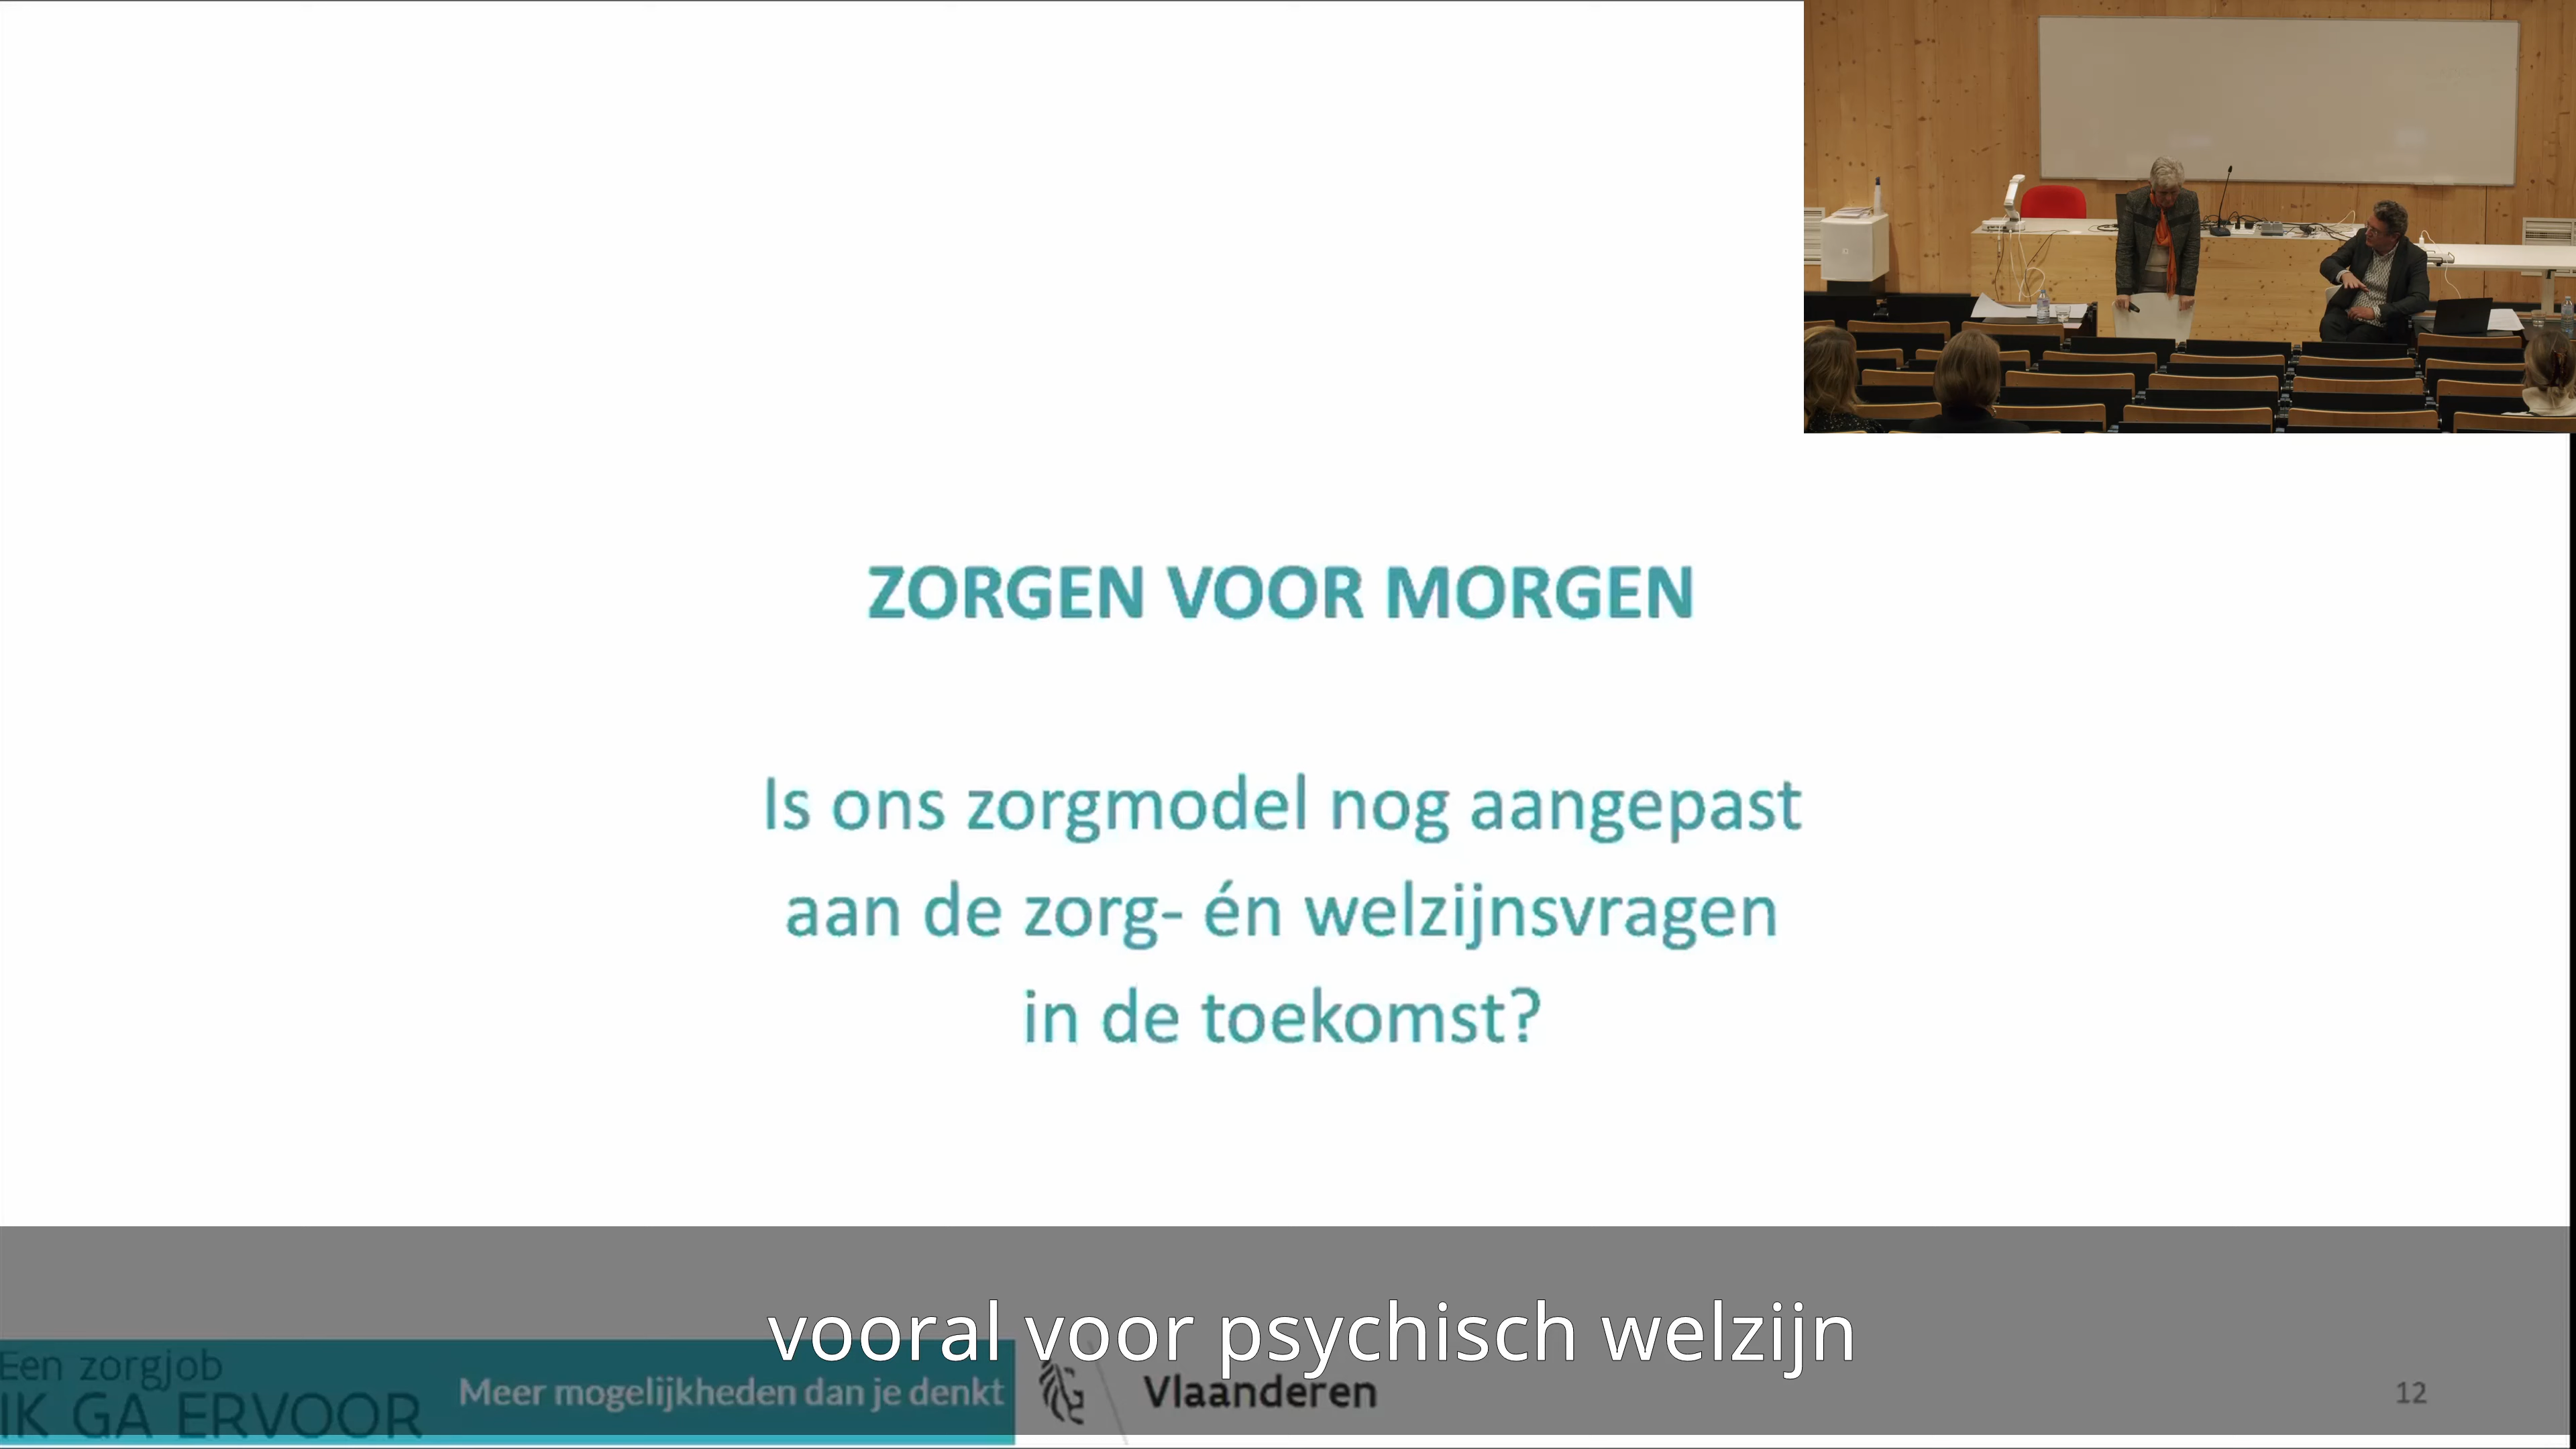 ZORGEN VOOR MORGEN
Is ons zorgmodel nog aangepast
aan de zorg- én welzijnsvragen
in de toekomst?
vooral voor psychisch welzijn
Een zorgjob
IK GA ERVOOR
Meer mogelijkheden dan je denkt
Vlaanderen
12